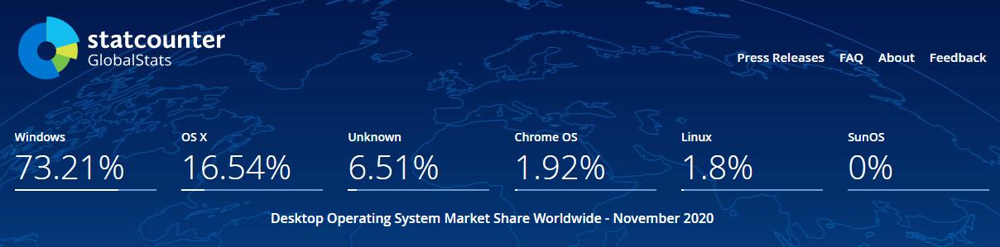 statcounter
GlobalStats
Press Releases FAQ About Feedback
Windows OS X Unknown Chrome OS Linux SunOS
73.21% 16.54% 6.51% 1.92% 1.8% 0%
Desktop Operating System Market Share Worldwide - November 2020